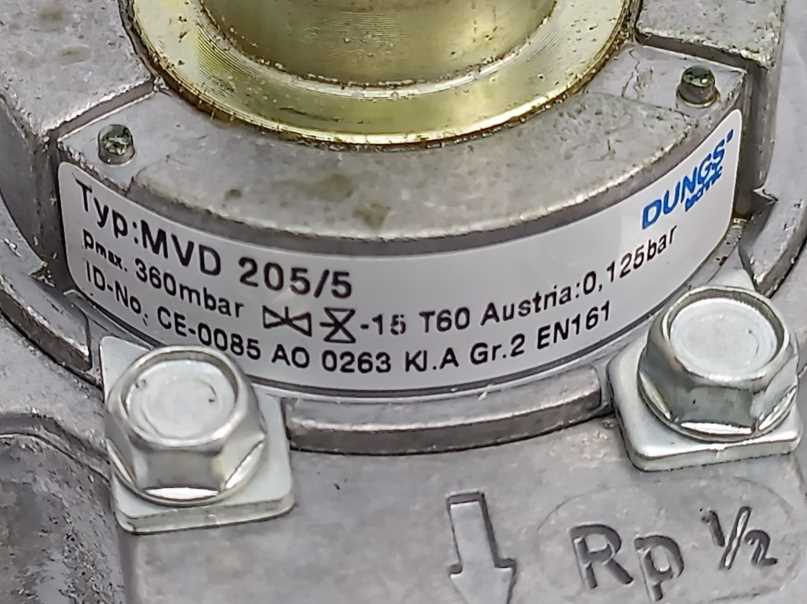 DUNGS
technic
Typ:MVD 205/5
pmax. 360mbar -15 T60 Austria:0,125bar
ID-No. CE-0085 AO 0263 Kl.A Gr.2 EN161
Rp 1/2